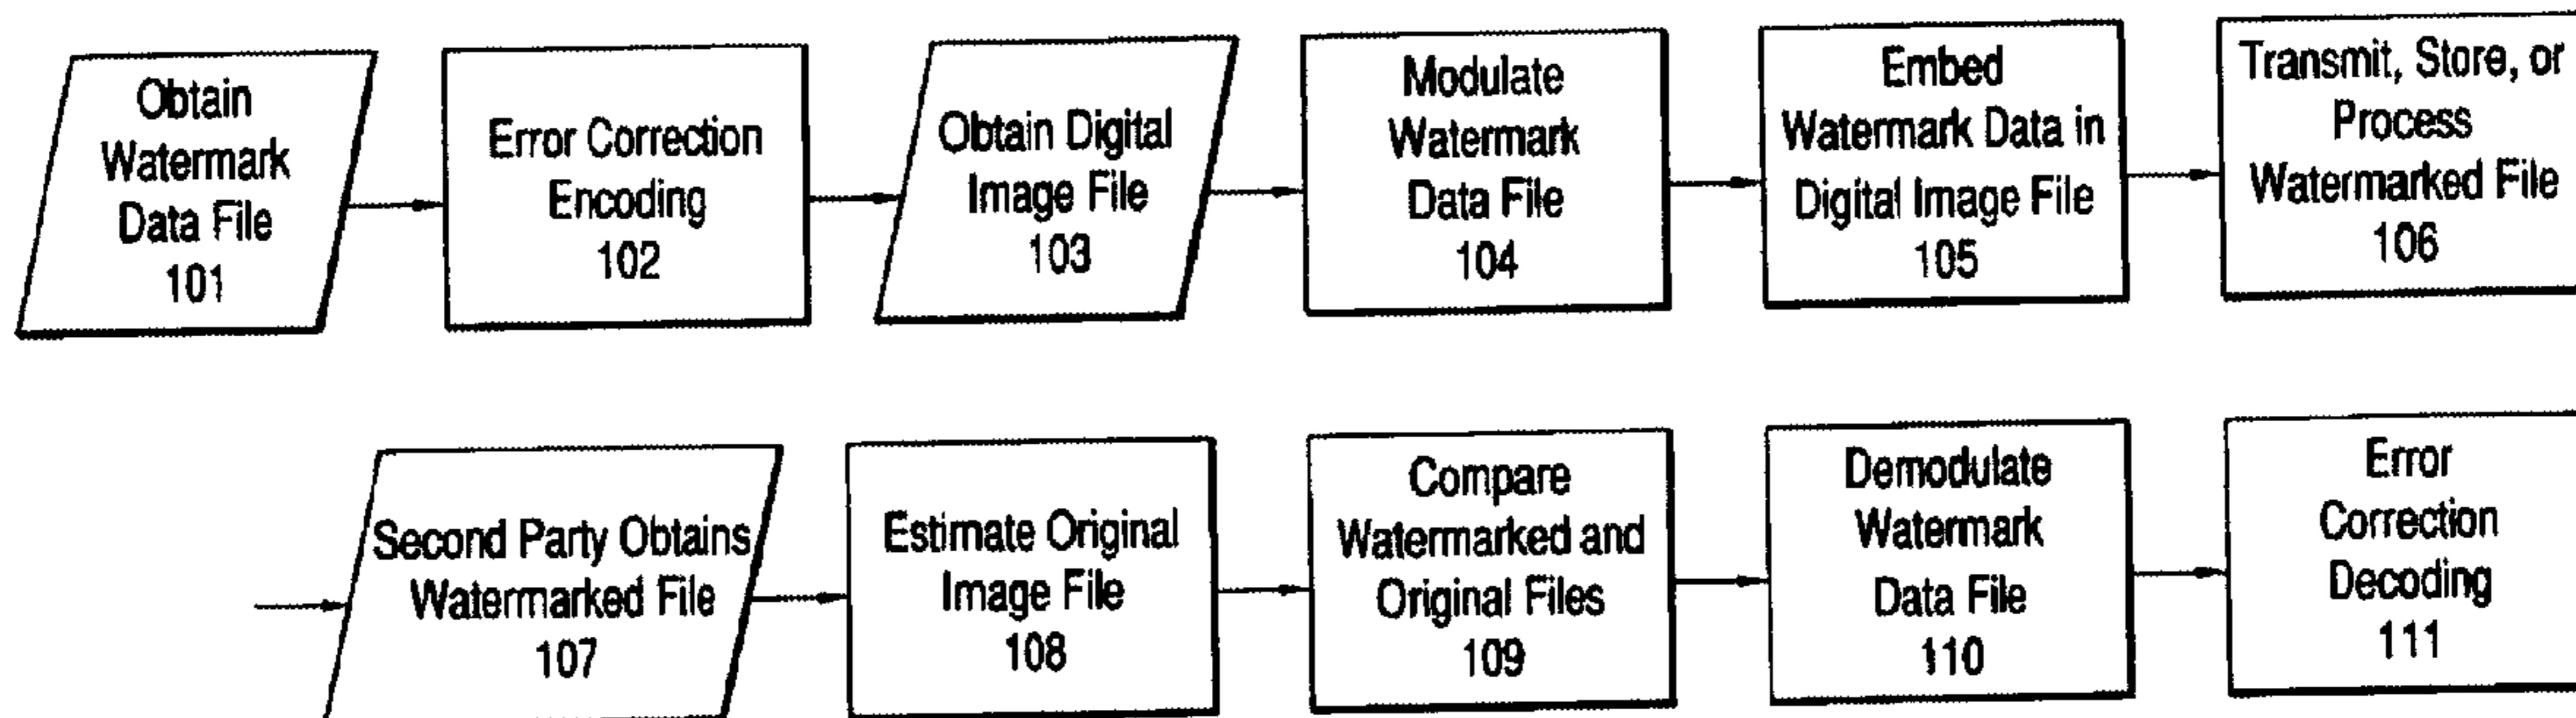 Obtain
Watermark
Data File
101
Error Correction
Encoding
102
Obtain Digital
Image File
103
Modulate
Watermark
Data File
104
Embed
Watermark Data in
Digital Image File
105
Transmit, Store, or
Process
Watermarked File
106
Second Party Obtains
Watermarked File
107
Estimate Original
Image File
108
Compare
Watermarked and
Original Files
109
Demodulate
Watermark
Data File
110
Error
Correction
Decoding
111